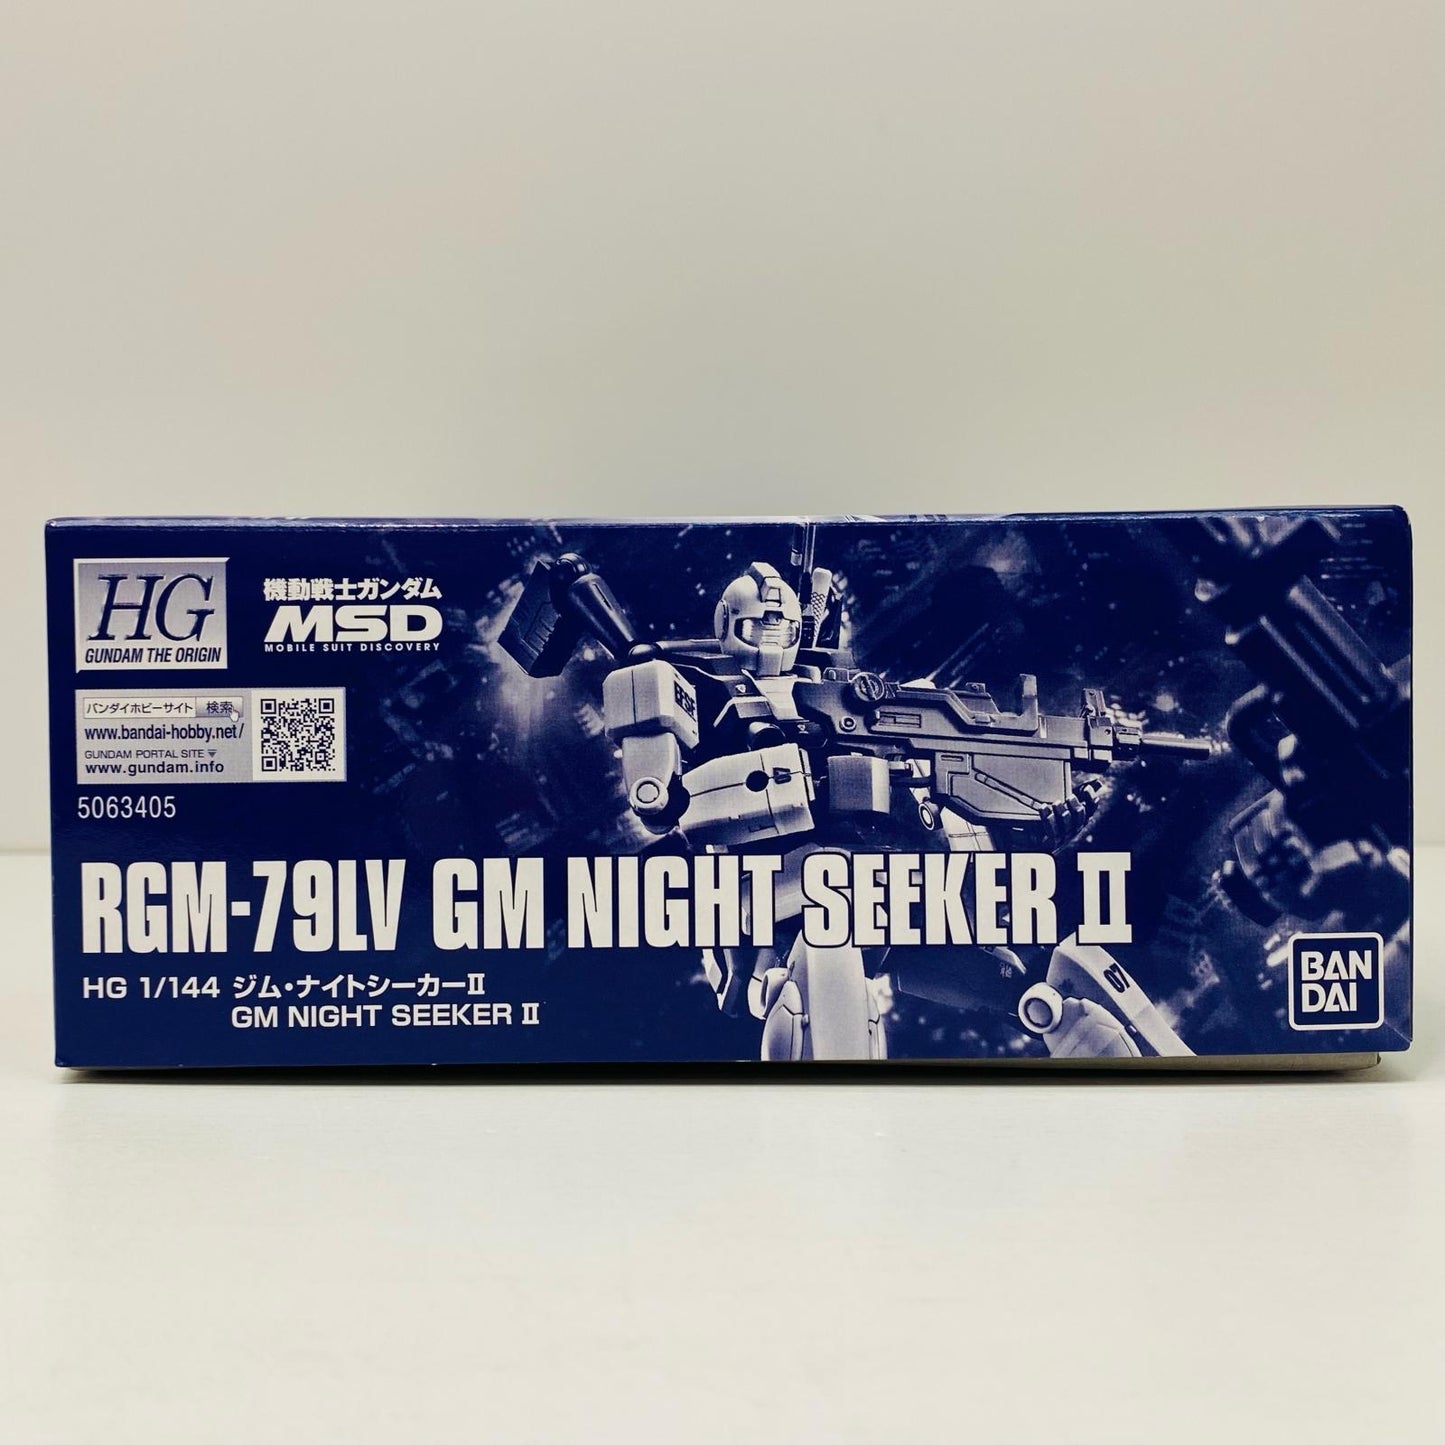 HG
GUNDAM THE ORIGIN
機動戦士ガンダム
MSD
MOBILE SUIT DISCOVERY
バンダイホビーサイト 検索
www.bandai-hobby.net/
GUNDAM PORTAL SITE▼
www.gundam.info
5063405
RGM-79LV GM NIGHT SEEKER II
HG 1/144 ジム・ナイトシーカーII
GM NIGHT SEEKER II
07
BAN
DAI